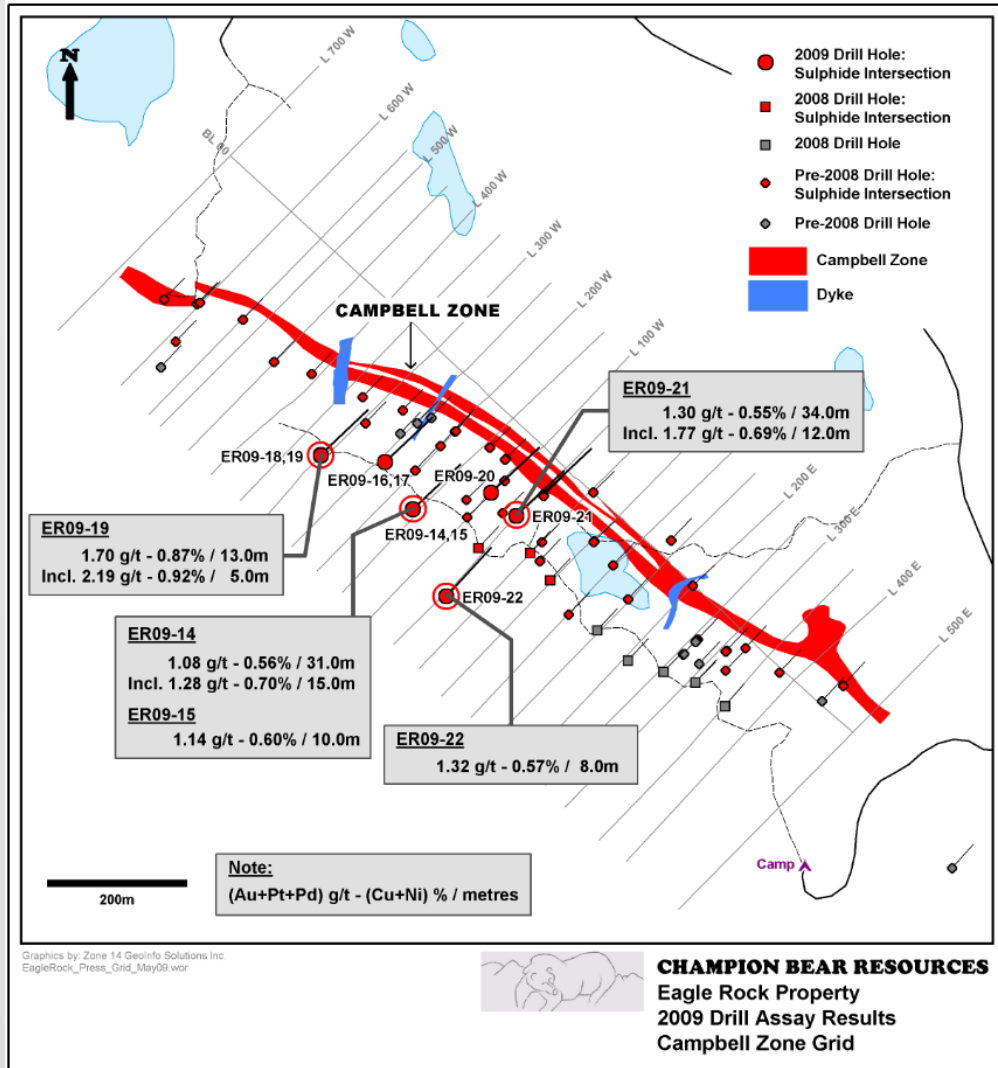 N
L 700 W
L 600 W
L 500 W
L 400 W
L 300 W
L 200 W
L 100 W
BL 00
L 200 E
L 300 E
L 400 E
L 500 E
2009 Drill Hole:
Sulphide Intersection
2008 Drill Hole:
Sulphide Intersection
2008 Drill Hole
Pre-2008 Drill Hole:
Sulphide Intersection
Pre-2008 Drill Hole
Campbell Zone
Dyke
CAMPBELL ZONE
ER09-21
1.30 g/t - 0.55% / 34.0m
Incl. 1.77 g/t - 0.69% / 12.0m
ER09-18,19
ER09-16,17
ER09-20
ER09-21
ER09-14,15
ER09-22
ER09-19
1.70 g/t - 0.87% / 13.0m
Incl. 2.19 g/t - 0.92% / 5.0m
ER09-14
1.08 g/t - 0.56% / 31.0m
Incl. 1.28 g/t - 0.70% / 15.0m
ER09-15
1.14 g/t - 0.60% / 10.0m
ER09-22
1.32 g/t - 0.57% / 8.0m
Camp
200m
Note:
(Au+Pt+Pd) g/t - (Cu+Ni) % / metres
Graphics by: Zone 14 GeoInfo Solutions Inc.
EagleRock_Press_Grid_May09.wor
CHAMPION BEAR RESOURCES
Eagle Rock Property
2009 Drill Assay Results
Campbell Zone Grid